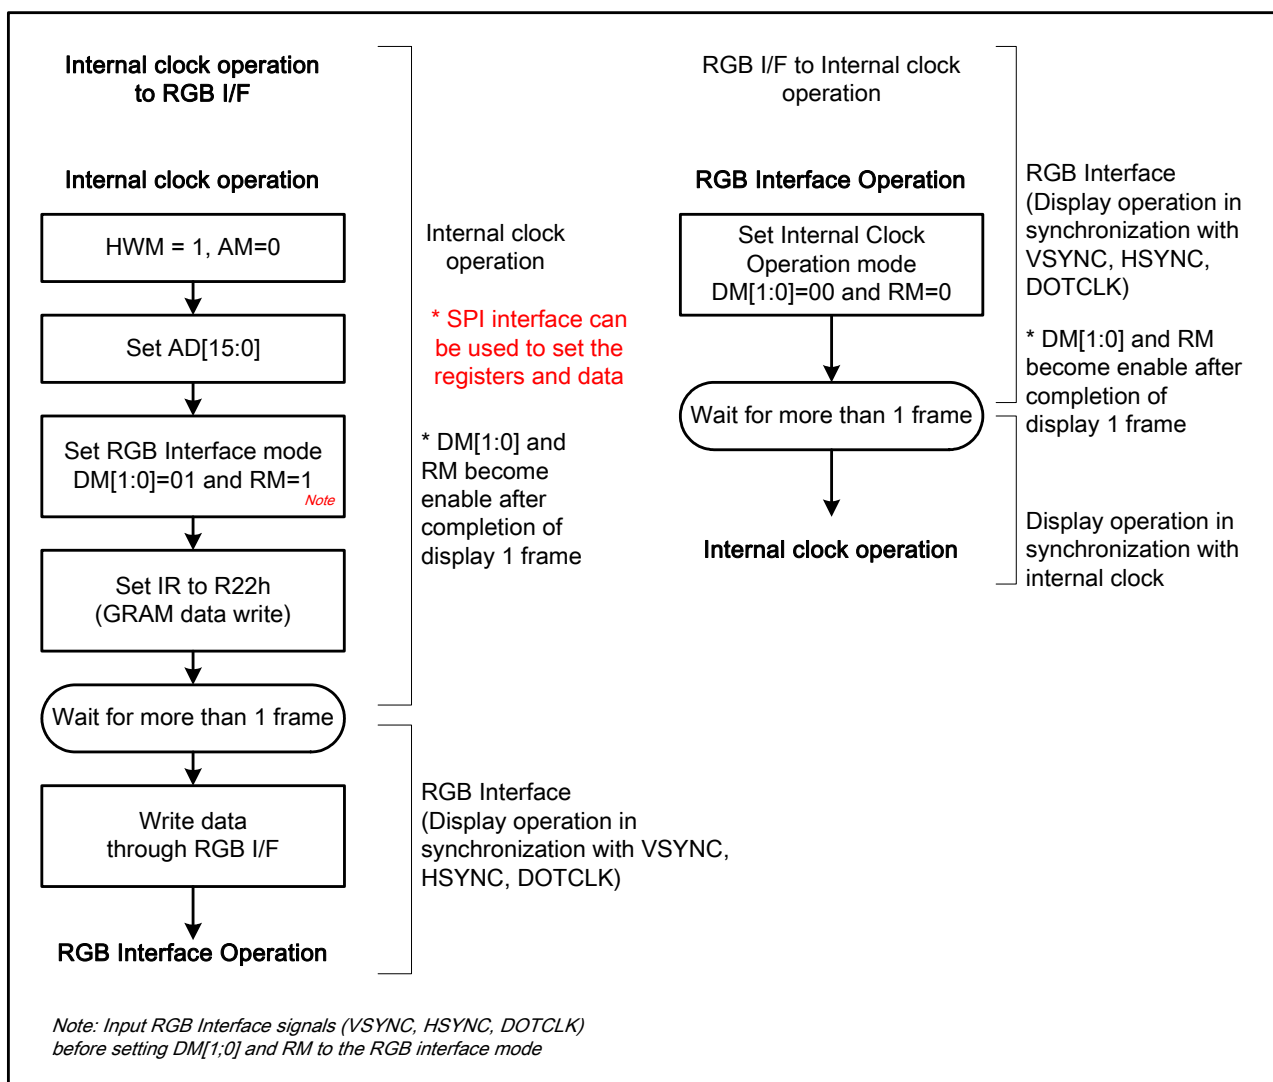 Internal clock operation
to RGB I/F
Internal clock operation
HWM = 1, AM=0
Set AD[15:0]
Set RGB Interface mode
DM[1:0]=01 and RM=1
Note
Set IR to R22h
(GRAM data write)
Wait for more than 1 frame
Write data
through RGB I/F
RGB Interface Operation
Internal clock
operation
* SPI interface can
be used to set the
registers and data
* DM[1:0] and
RM become
enable after
completion of
display 1 frame
RGB Interface
(Display operation in
synchronization with VSYNC,
HSYNC, DOTCLK)
RGB I/F to Internal clock
operation
RGB Interface Operation
Set Internal Clock
Operation mode
DM[1:0]=00 and RM=0
Wait for more than 1 frame
Internal clock operation
RGB Interface
(Display operation in
synchronization with
VSYNC, HSYNC,
DOTCLK)
* DM[1:0] and RM
become enable after
completion of
display 1 frame
Display operation in
synchronization with
internal clock
Note: Input RGB Interface signals (VSYNC, HSYNC, DOTCLK)
before setting DM[1;0] and RM to the RGB interface mode